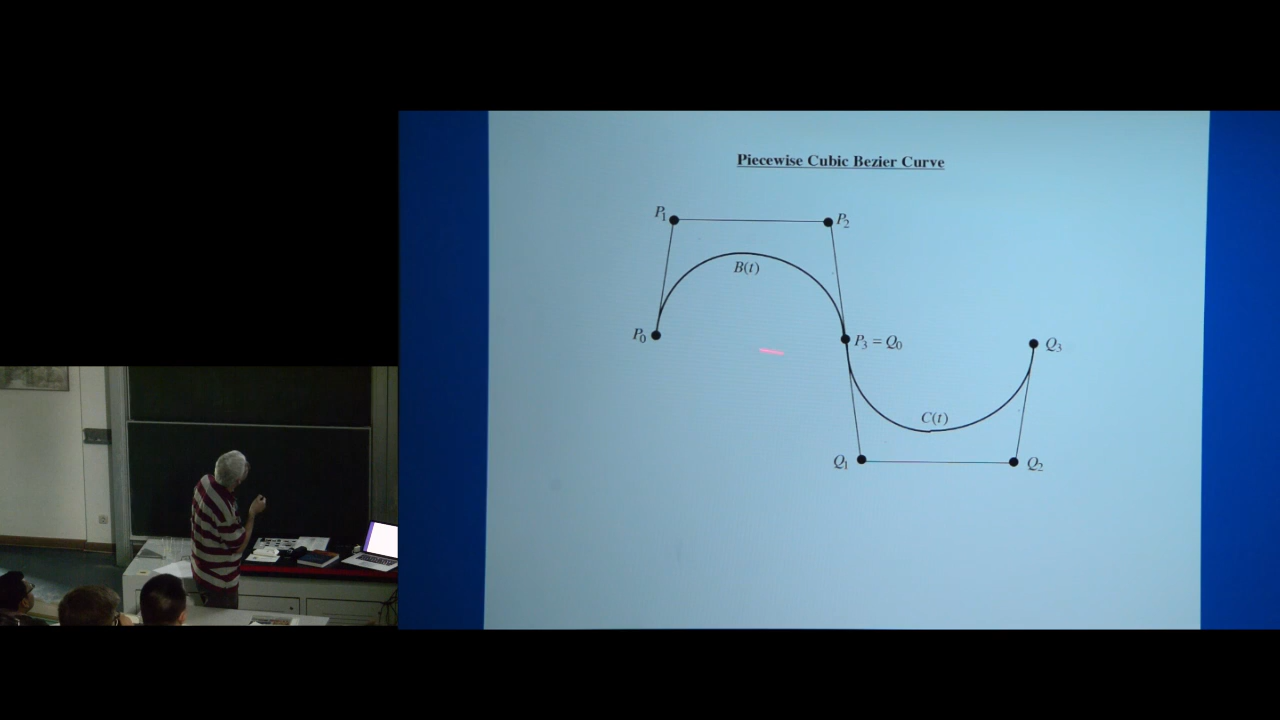 Piecewise Cubic Bezier Curve
P1
P2
B(t)
P0
P3 = Q0
Q3
C(t)
Q1
Q2